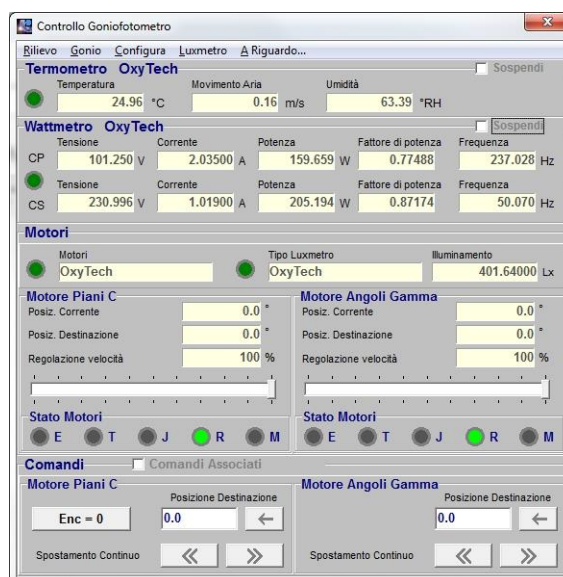 Controllo Goniofotometro
Rilievo Gonio Configura Luxmetro A Riguardo...
Termometro OxyTech Sospendi
Temperatura Movimento Aria Umidità
24.96 °C 0.16 m/s 63.39 °RH
Wattmetro OxyTech Sospendi
Tensione Corrente Potenza Fattore di potenza Frequenza
CP 101.250 V 2.03500 A 159.659 W 0.77488 237.028 Hz
Tensione Corrente Potenza Fattore di potenza Frequenza
CS 230.996 V 1.01900 A 205.194 W 0.87174 50.070 Hz
Motori
Motori Tipo Luxmetro Illuminamento
OxyTech OxyTech 401.64000 Lx
Motore Piani C Motore Angoli Gamma
Posiz. Corrente 0.0 ° Posiz. Corrente 0.0 °
Posiz. Destinazione 0.0 ° Posiz. Destinazione 0.0 °
Regolazione velocità 100 % Regolazione velocità 100 %
Stato Motori Stato Motori
E T J R M E T J R M
Comandi Comandi Associati
Motore Piani C Motore Angoli Gamma
Posizione Destinazione Posizione Destinazione
Enc = 0 0.0 0.0
Spostamento Continuo Spostamento Continuo